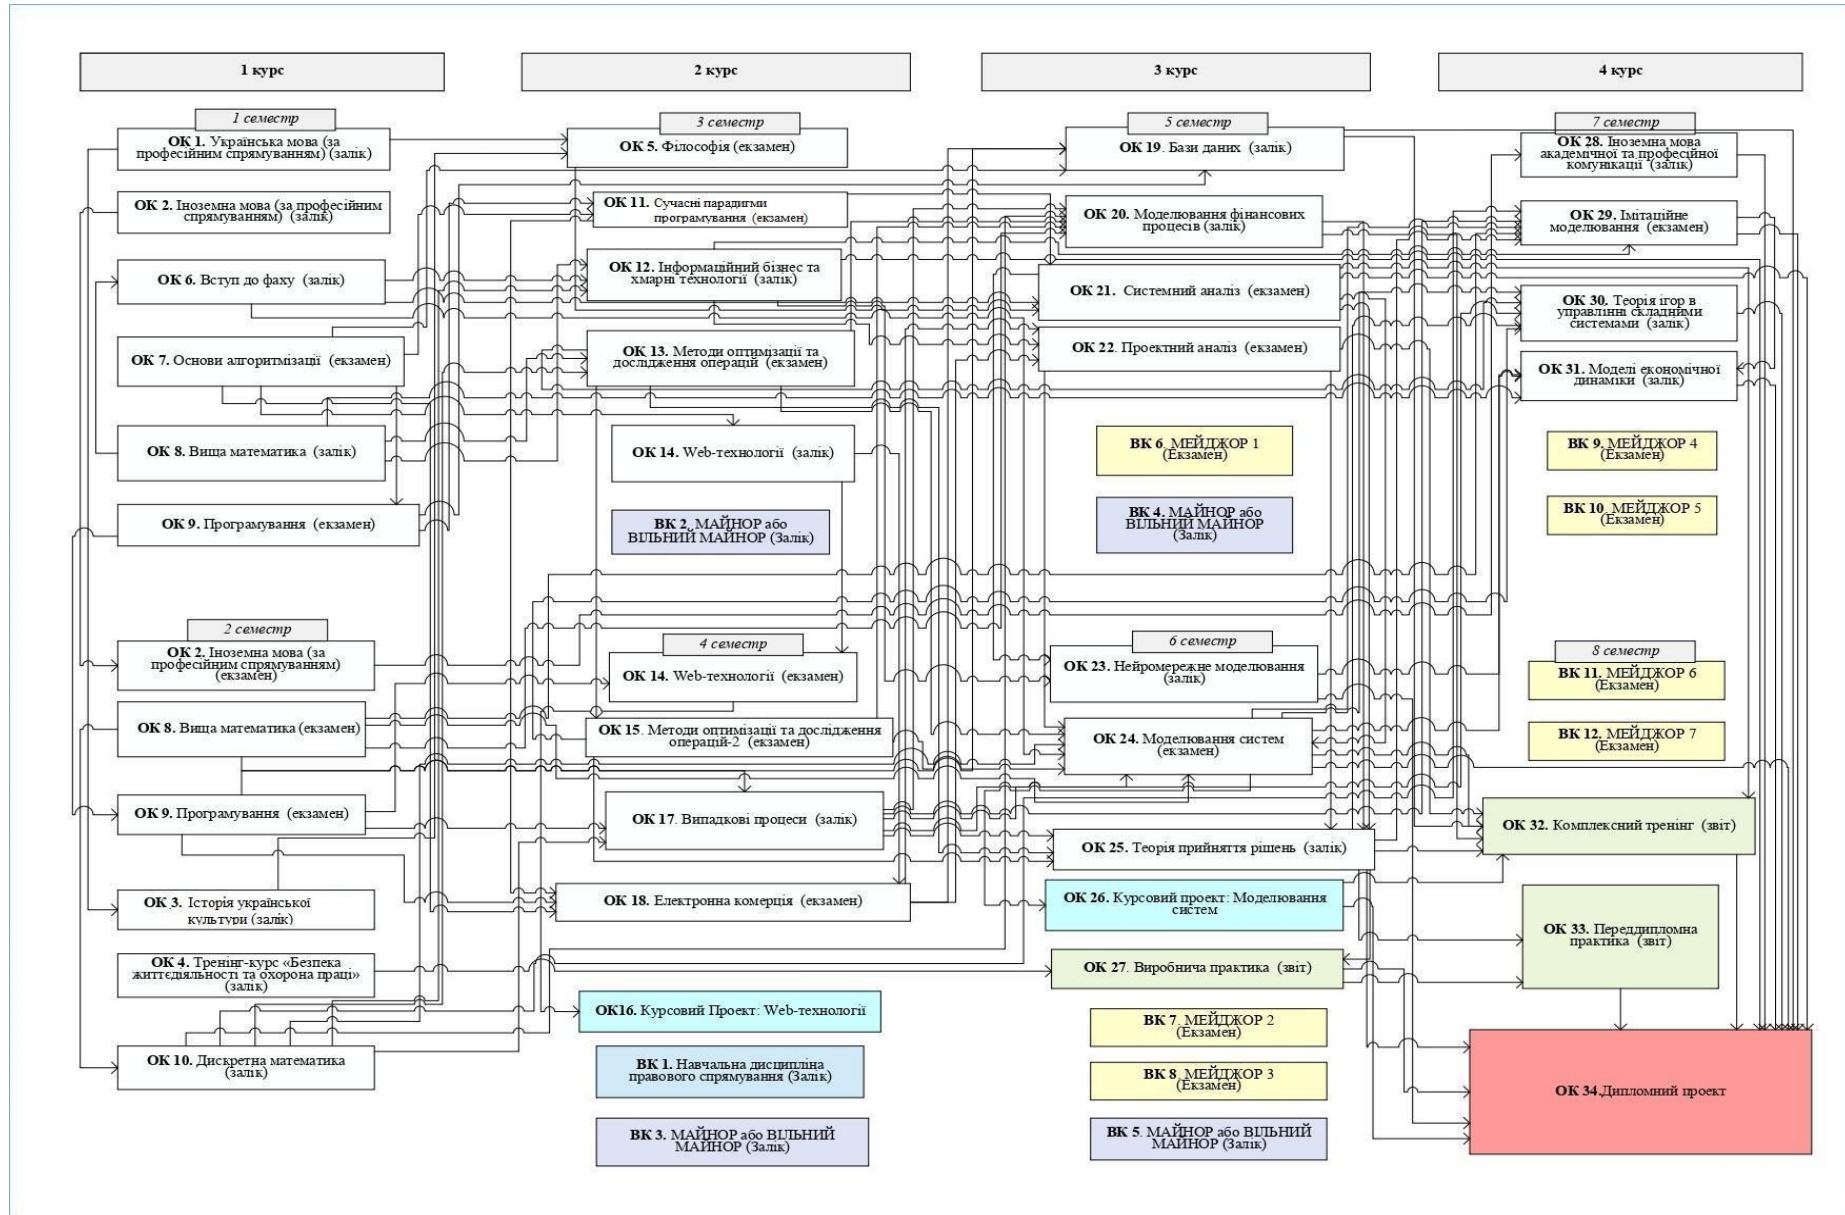 1 курс
2 курс
3 курс
4 курс
1 семестр
ОК 1. Українська мова (за
професійним спрямуванням) (залік)
ОК 2. Іноземна мова (за професійним
спрямуванням) (залік)
ОК 6. Вступ до фаху (залік)
ОК 7. Основи алгоритмізації (екзамен)
ОК 8. Вища математика (залік)
ОК 9. Програмування (екзамен)
2 семестр
ОК 2. Іноземна мова (за
професійним спрямуванням)
(екзамен)
ОК 8. Вища математика (екзамен)
ОК 9. Програмування (екзамен)
ОК 3. Історія української
культури (залік)
ОК 4. Тренінг-курс «Безпека
життєдіяльності та охорона праці»
(залік)
ОК 10. Дискретна математика
(залік)
3 семестр
ОК 5. Філософія (екзамен)
ОК 11. Сучасні парадигми
програмування (екзамен)
ОК 12. Інформаційний бізнес та
хмарні технології (залік)
ОК 13. Методи оптимізації та
дослідження операцій (екзамен)
ОК 14. Web-технології (залік)
ВК 2. МАЙНОР або
ВІЛЬНИЙ МАЙНОР (Залік)
4 семестр
ОК 14. Web-технології (екзамен)
ОК 15. Методи оптимізації та дослідження
операцій-2 (екзамен)
ОК 17. Випадкові процеси (залік)
ОК 18. Електронна комерція (екзамен)
ОК16. Курсовий Проект: Web-технології
ВК 1. Навчальна дисципліна
правового спрямування (Залік)
ВК 3. МАЙНОР або ВІЛЬНИЙ
МАЙНОР (Залік)
5 семестр
ОК 19. Бази даних (залік)
ОК 20. Моделювання фінансових
процесів (залік)
ОК 21. Системний аналіз (екзамен)
ОК 22. Проектний аналіз (екзамен)
ВК 6. МЕЙДЖОР 1
(Екзамен)
ВК 4. МАЙНОР або
ВІЛЬНИЙ МАЙНОР
(Залік)
6 семестр
ОК 23. Нейромережне моделювання
(залік)
ОК 24. Моделювання систем
(екзамен)
ОК 25. Теорія прийняття рішень (залік)
ОК 26. Курсовий проект: Моделювання
систем
ОК 27. Виробнича практика (звіт)
ВК 7. МЕЙДЖОР 2
(Екзамен)
ВК 8. МЕЙДЖОР 3
(Екзамен)
ВК 5. МАЙНОР або ВІЛЬНИЙ
МАЙНОР (Залік)
7 семестр
ОК 28. Іноземна мова
академічної та професійної
комунікації (залік)
ОК 29. Імітаційне
моделювання (екзамен)
ОК 30. Теорія ігор в
управлінні складними
системами (залік)
ОК 31. Моделі економічної
динаміки (залік)
ВК 9. МЕЙДЖОР 4
(Екзамен)
ВК 10. МЕЙДЖОР 5
(Екзамен)
8 семестр
ВК 11. МЕЙДЖОР 6
(Екзамен)
ВК 12. МЕЙДЖОР 7
(Екзамен)
ОК 32. Комплексний тренінг (звіт)
ОК 33. Переддипломна
практика (звіт)
ОК 34.Дипломний проект